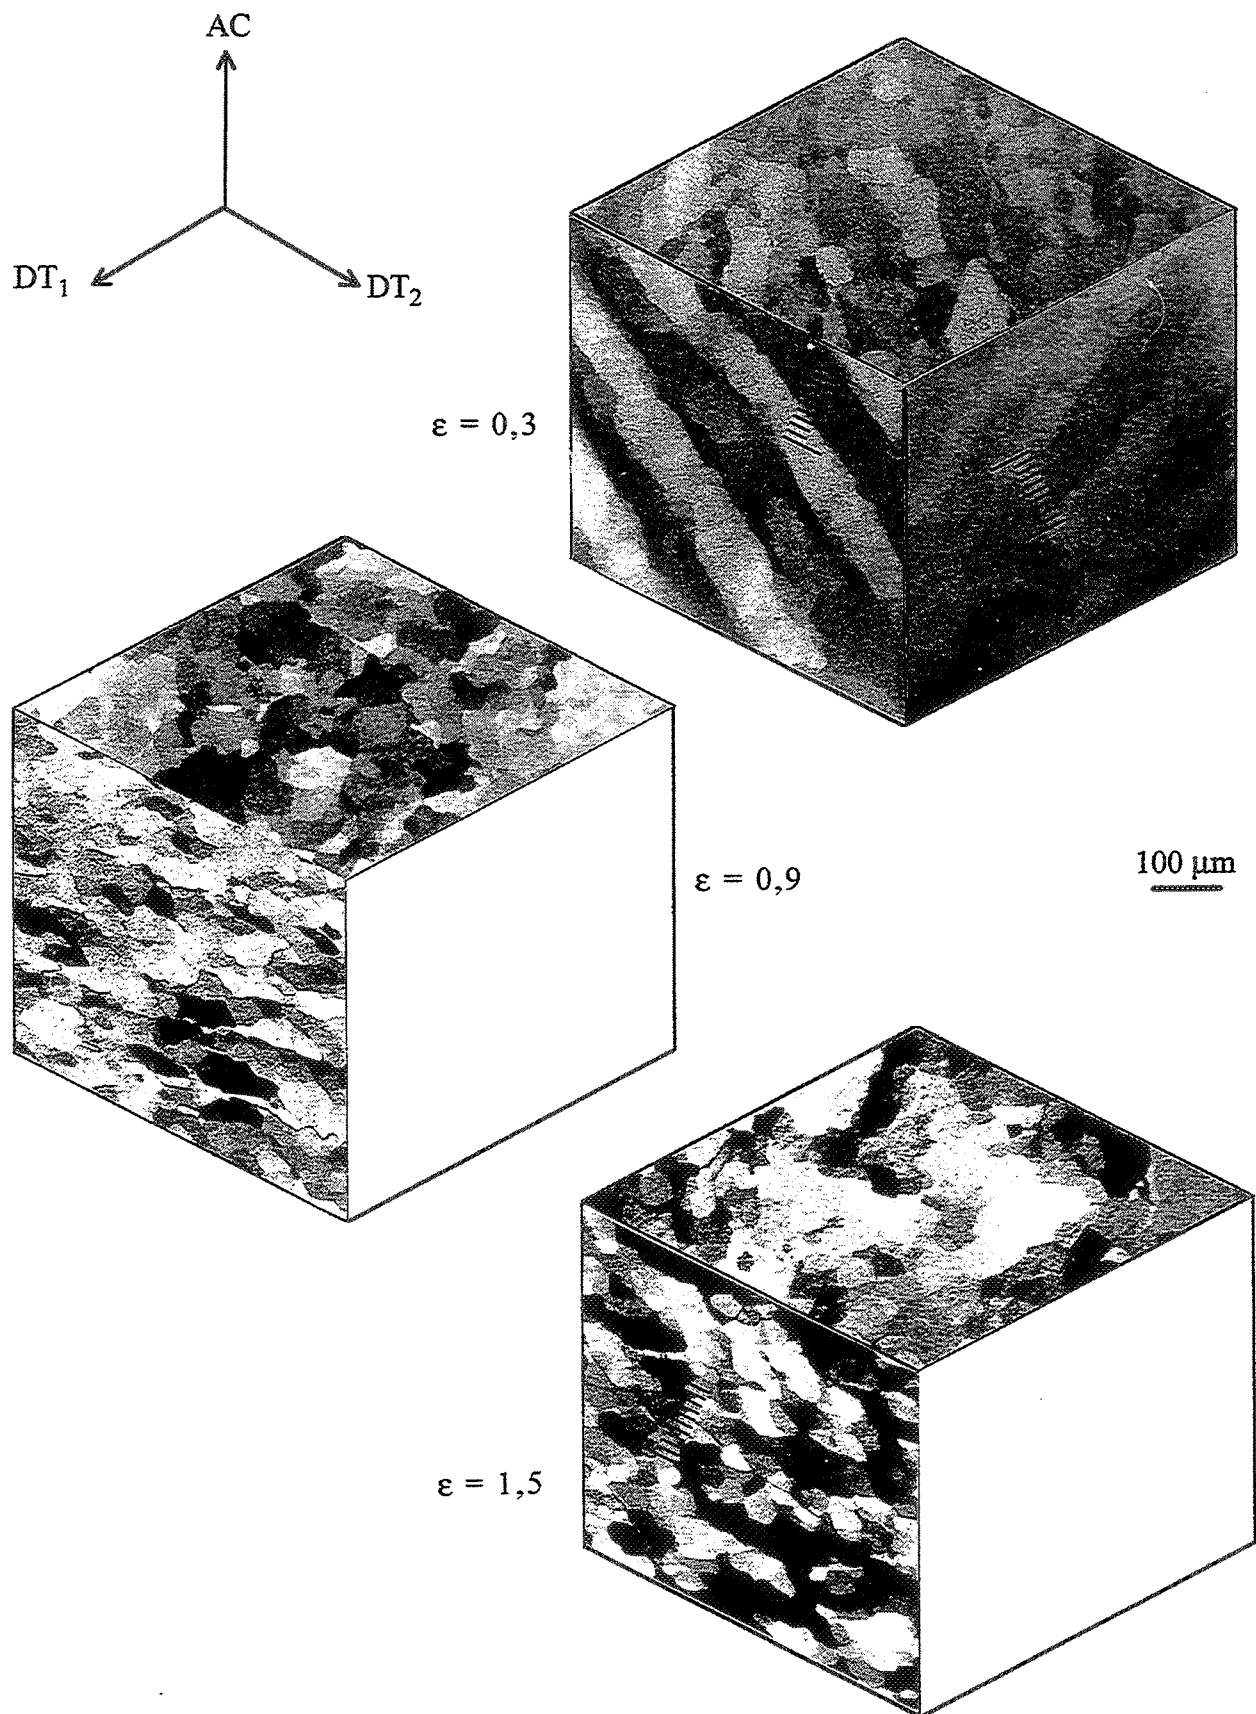 AC
DT₁
DT₂
ε = 0,3
ε = 0,9
100 µm
ε = 1,5